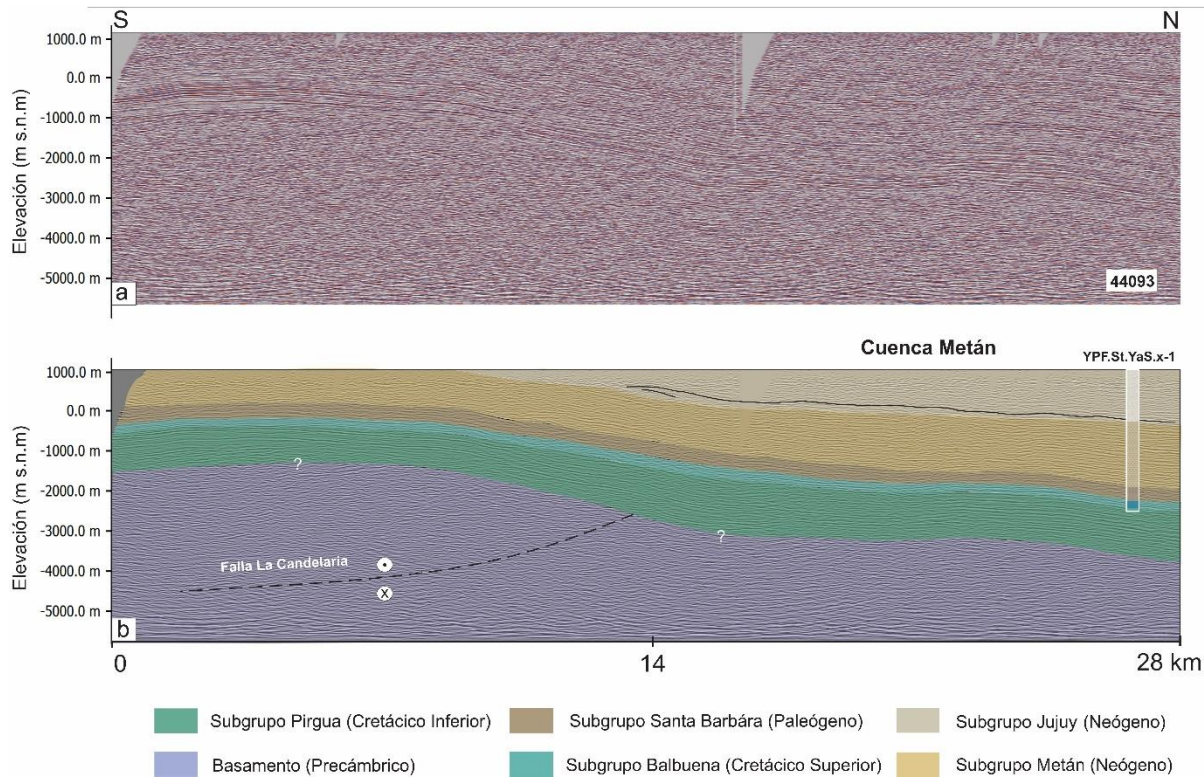 S
N
1000.0 m
0.0 m
-1000.0 m
-2000.0 m
-3000.0 m
-4000.0 m
-5000.0 m
Elevación (m s.n.m)
44093
a
Cuenca Metán
YPF.St.YaS.x-1
1000.0 m
0.0 m
-1000.0 m
-2000.0 m
-3000.0 m
-4000.0 m
-5000.0 m
Elevación (m s.n.m)
?
?
Falla La Candelaria
X
b
0
14
28 km
Subgrupo Pirgua (Cretácico Inferior)
Subgrupo Santa Barbára (Paleógeno)
Subgrupo Jujuy (Neógeno)
Basamento (Precámbrico)
Subgrupo Balbuena (Cretácico Superior)
Subgrupo Metán (Neógeno)